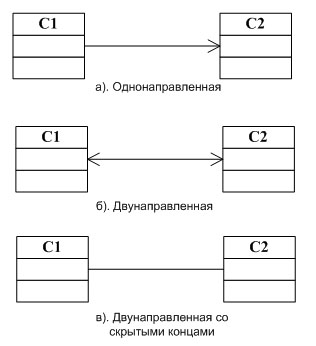 C1 C2
а). Однонаправленная
C1 C2
б). Двунаправленная
C1 C2
в). Двунаправленная со
скрытыми концами